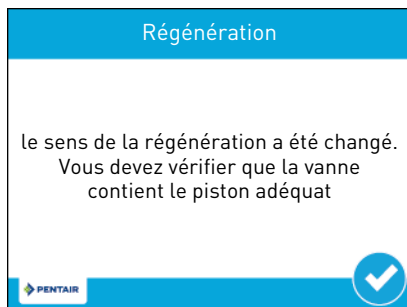 Régénération
le sens de la régénération a été changé.
Vous devez vérifier que la vanne
contient le piston adéquat
PENTAIR